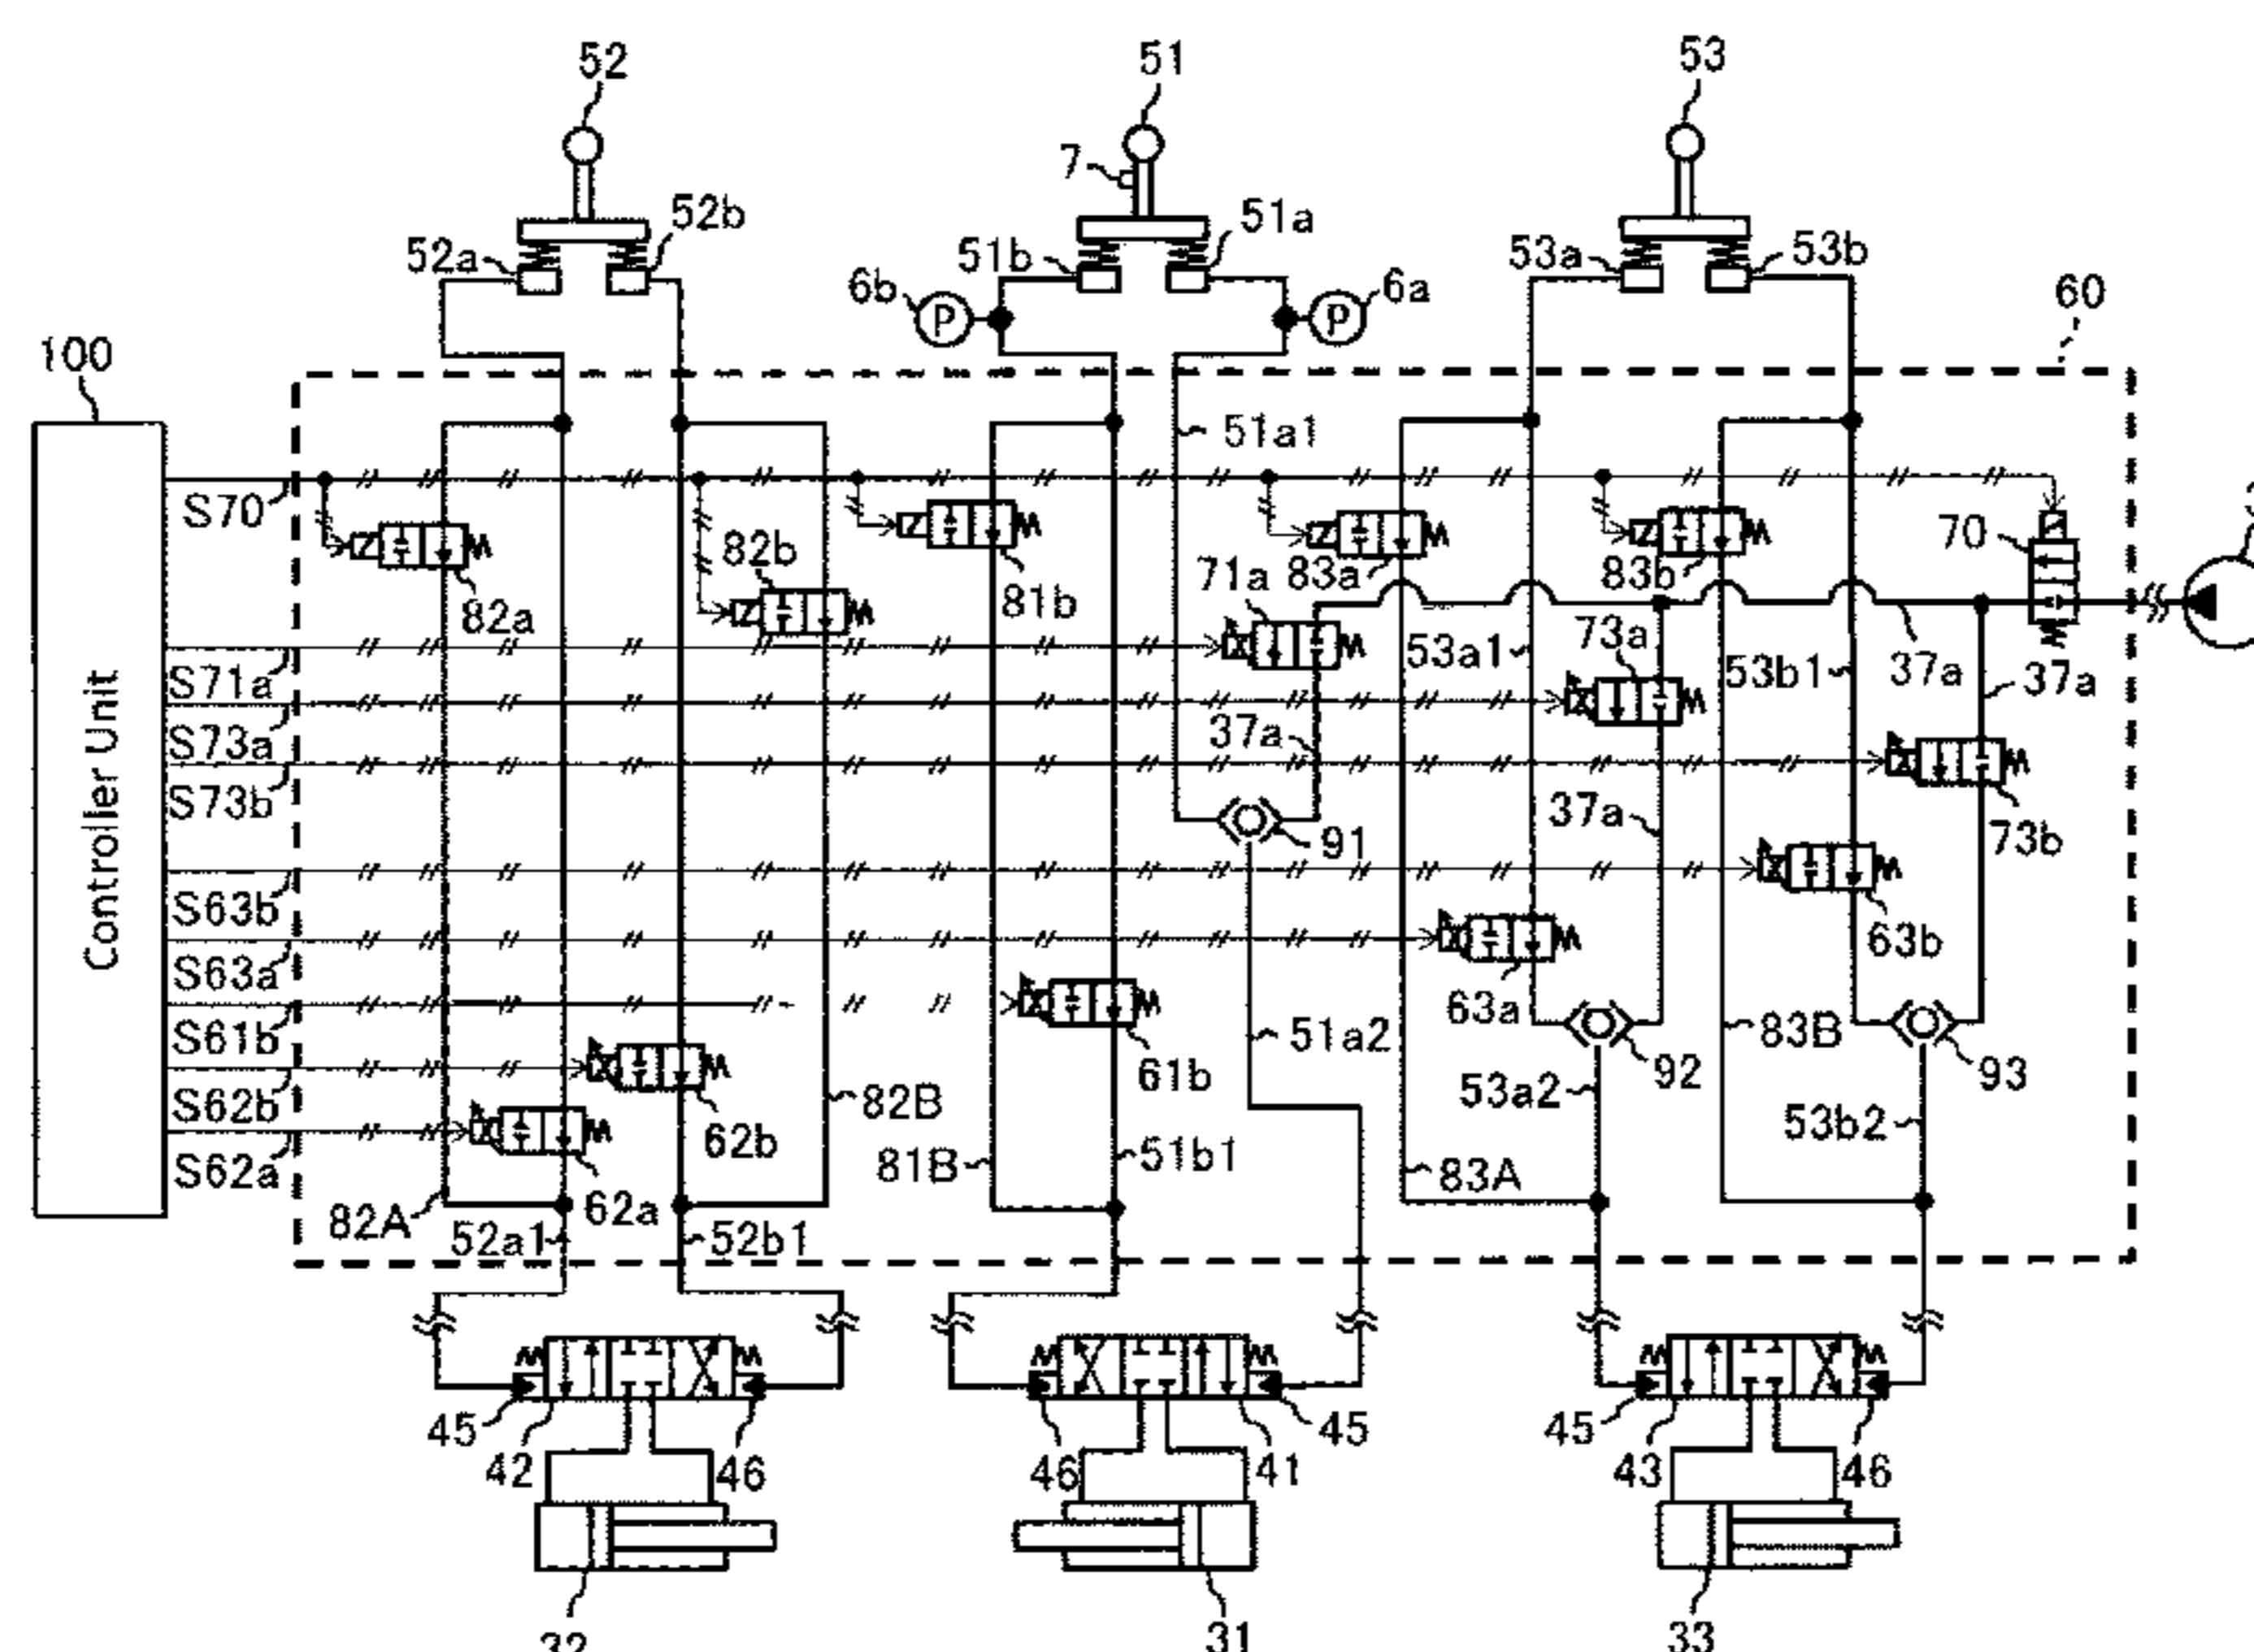 52
51
53
7
52a
52b
51b
51a
53a
53b
6b
P
P
6a
60
100
Controller Unit
S70
51a1
70
82a
82b
81b
71a
83a
83b
73a
S71a
53a1
53b1
37a
37a
S73a
37a
S73b
37a
91
73b
S63b
63b
S63a
63a
S61b
51a2
92
83B
93
61b
S62b
82B
53a2
62b
53b2
S62a
81B
51b1
83A
82A
62a
52a1
52b1
45
42
46
46
41
45
45
43
46
32
31
33